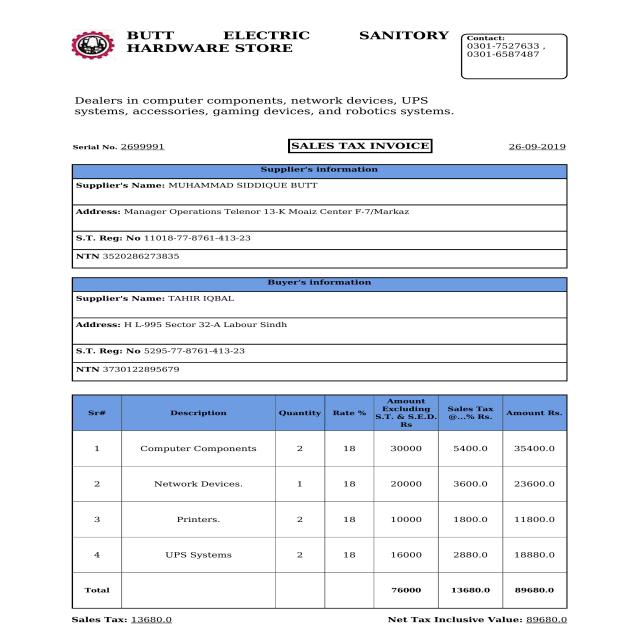 BUTT ELECTRIC SANITORY
HARDWARE STORE
Contact:
0301-7527633 ,
0301-6587487
Dealers in computer components, network devices, UPS
systems, accessories, gaming devices, and robotics systems.
Serial No. 2699991 SALES TAX INVOICE 26-09-2019
Supplier's information
Supplier's Name: MUHAMMAD SIDDIQUE BUTT
Address: Manager Operations Telenor 13-K Moaiz Center F-7/Markaz
S.T. Reg: No 11018-77-8761-413-23
NTN 3520286273835
Buyer's information
Supplier's Name: TAHIR IQBAL
Address: H L-995 Sector 32-A Labour Sindh
S.T. Reg: No 5295-77-8761-413-23
NTN 3730122895679
Sr# Description Quantity Rate % Amount Excluding S.T. & S.E.D. Rs Sales Tax @...% Rs. Amount Rs.
1 Computer Components 2 18 30000 5400.0 35400.0
2 Network Devices. 1 18 20000 3600.0 23600.0
3 Printers. 2 18 10000 1800.0 11800.0
4 UPS Systems 2 18 16000 2880.0 18880.0
Total 76000 13680.0 89680.0
Sales Tax: 13680.0 Net Tax Inclusive Value: 89680.0